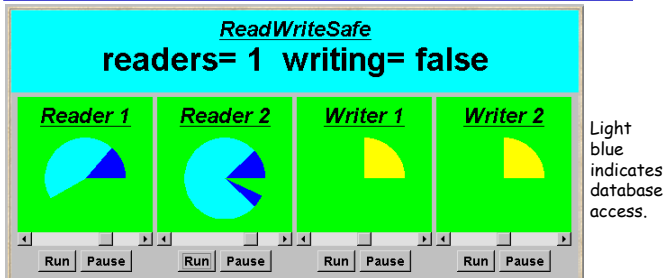 ReadWriteSafe
readers= 1 writing= false
Reader 1
Reader 2
Writer 1
Writer 2
Run Pause
Run Pause
Run Pause
Run Pause
Light
blue
indicates
database
access.